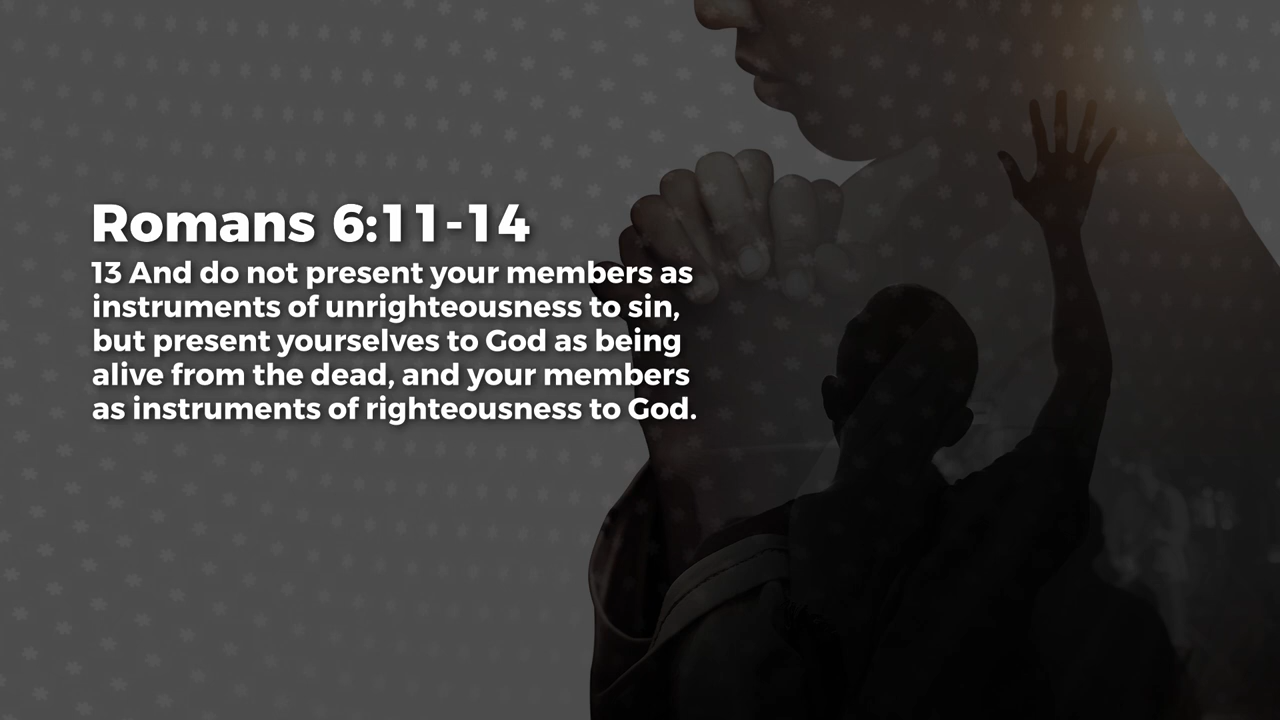 Romans 6:11-14
13 And do not present your members as
instruments of unrighteousness to sin,
but present yourselves to God as being
alive from the dead, and your members
as instruments of righteousness to God.